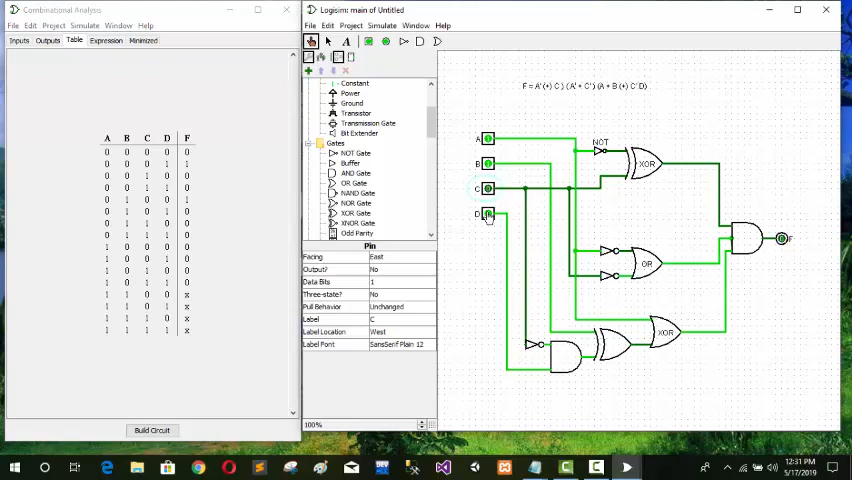 Combinational Analysis
File Edit Project Simulate Window Help
Inputs Outputs Table Expression Minimized
A B C D F
0 0 0 0 0
0 0 0 1 1
0 0 1 0 0
0 0 1 1 0
0 1 0 0 1
0 1 0 1 0
0 1 1 0 0
0 1 1 1 0
1 0 0 0 0
1 0 0 1 0
1 0 1 0 0
1 0 1 1 0
1 1 0 0 x
1 1 0 1 x
1 1 1 0 x
1 1 1 1 x
Build Circuit
Logisim: main of Untitled
File Edit Project Simulate Window Help
A
Constant
Power
Ground
Transistor
Transmission Gate
Bit Extender
Gates
NOT Gate
Buffer
AND Gate
OR Gate
NAND Gate
NOR Gate
XOR Gate
XNOR Gate
Odd Parity
Pin
Facing East
Output? No
Data Bits 1
Three-state? No
Pull Behavior Unchanged
Label C
Label Location West
Label Font SansSerif Plain 12
100%
F = A' (+) C ) (A' + C' ) (A + B (+) C' D)
A
B
C
D
NOT
XOR
OR
XOR
F
12:31 PM
5/17/2019